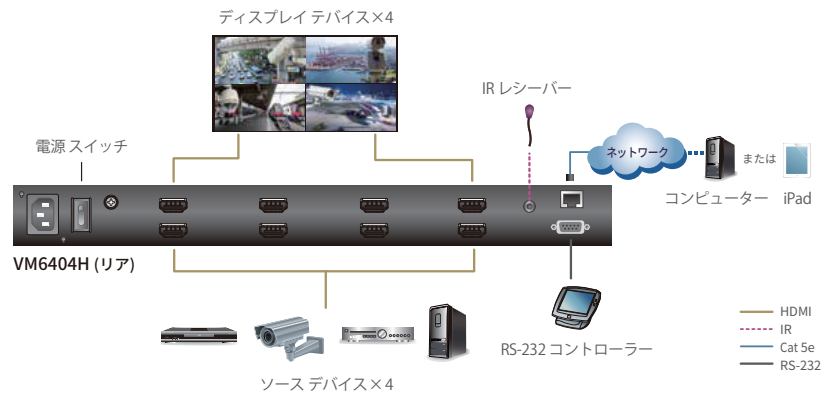 ディスプレイ デバイス×4
IR レシーバー
電源 スイッチ
ネットワーク
または
コンピューター
iPad
VM6404H (リア)
RS-232 コントローラー
ソース デバイス×4
HDMI
IR
Cat 5e
RS-232